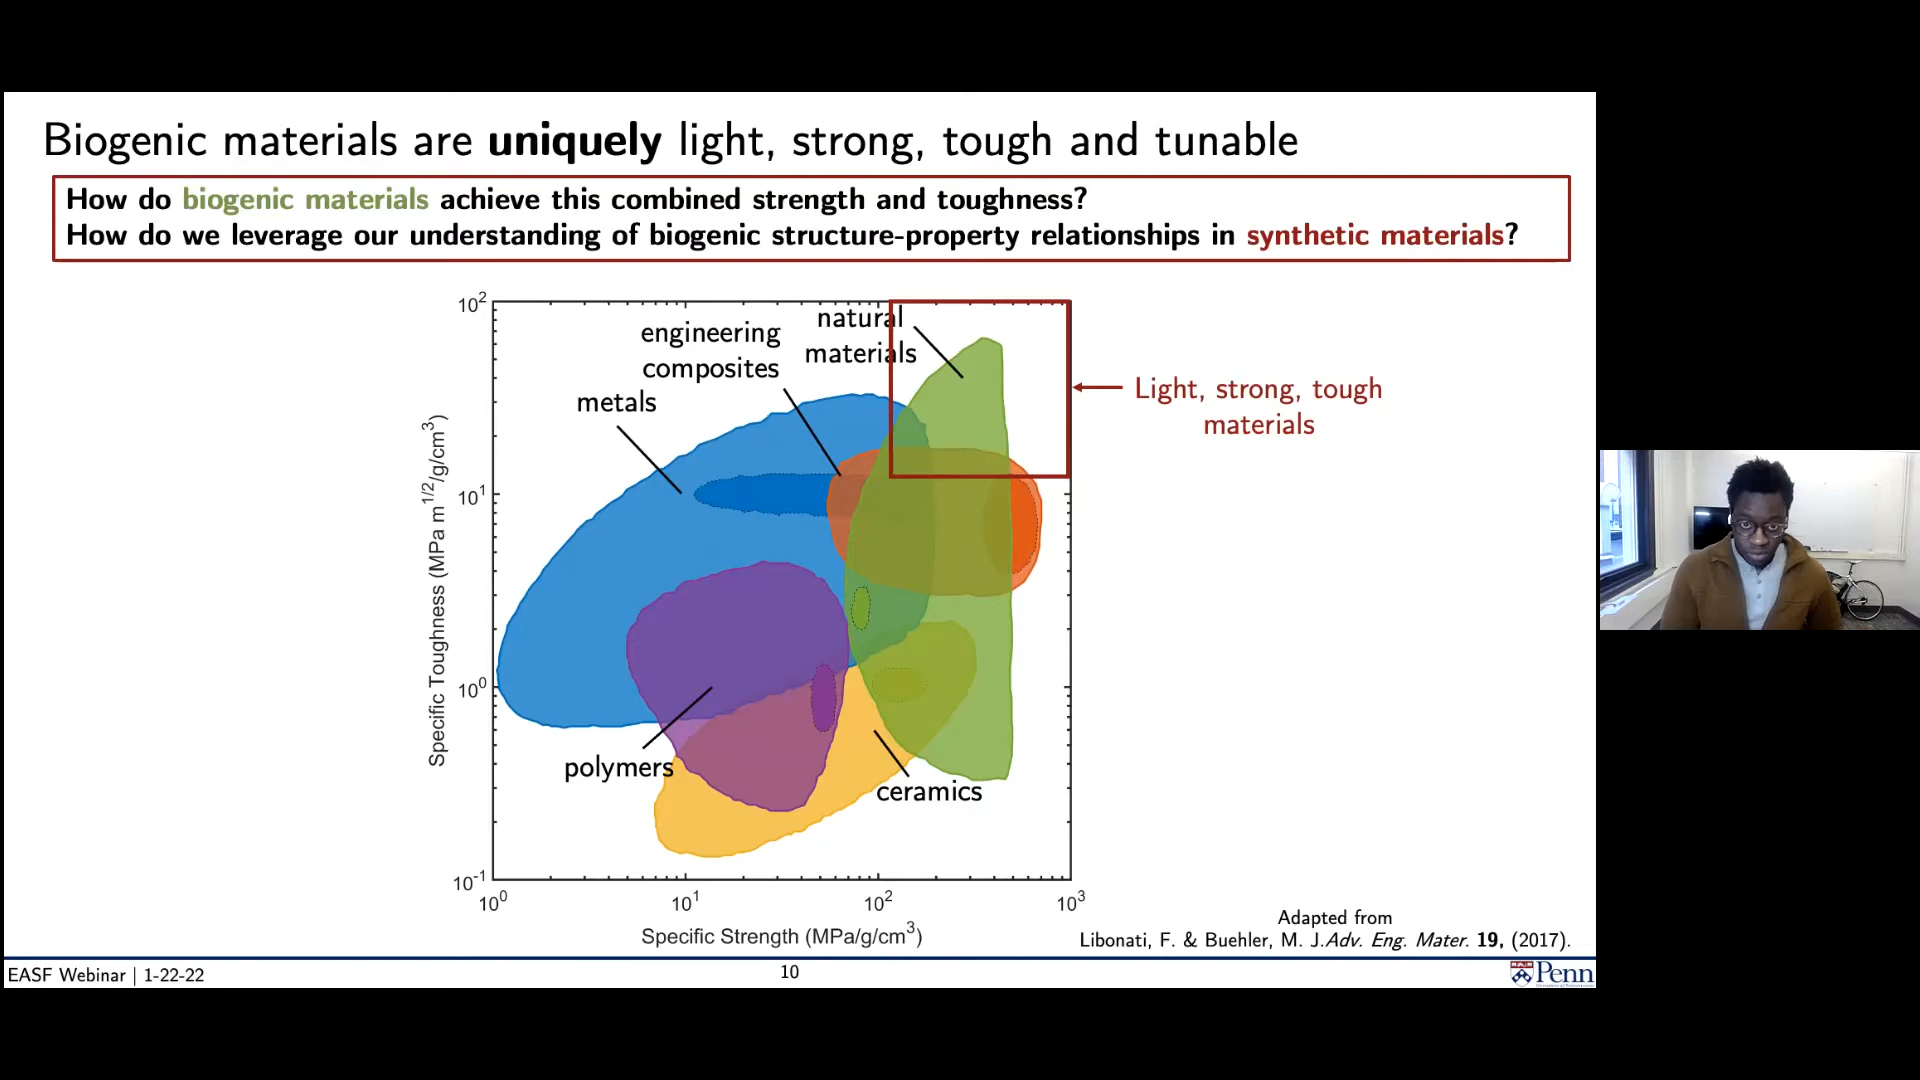 Biogenic materials are uniquely light, strong, tough and tunable
How do biogenic materials achieve this combined strength and toughness?
How do we leverage our understanding of biogenic structure-property relationships in synthetic materials?
10²
natural
materials
engineering
composites
metals
Light, strong, tough
materials
Specific Toughness (MPa m^1/2/g/cm³)
10¹
10⁰
polymers
ceramics
10⁻¹
10⁰
10¹
10²
10³
Specific Strength (MPa/g/cm³)
Adapted from
Libonati, F. & Buehler, M. J.Adv. Eng. Mater. 19, (2017).
EASF Webinar | 1-22-22
10
Penn